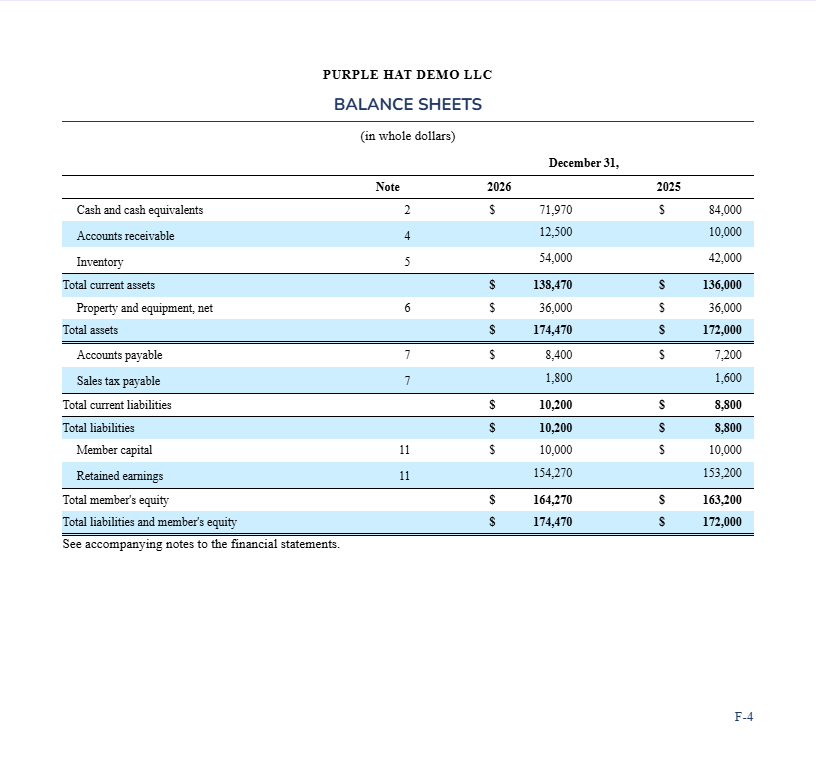 PURPLE HAT DEMO LLC
BALANCE SHEETS
(in whole dollars)
December 31,
Note 2026 2025
Cash and cash equivalents 2 $ 71,970 $ 84,000
Accounts receivable 4 12,500 10,000
Inventory 5 54,000 42,000
Total current assets $ 138,470 $ 136,000
Property and equipment, net 6 $ 36,000 $ 36,000
Total assets $ 174,470 $ 172,000
Accounts payable 7 $ 8,400 $ 7,200
Sales tax payable 7 1,800 1,600
Total current liabilities $ 10,200 $ 8,800
Total liabilities $ 10,200 $ 8,800
Member capital 11 $ 10,000 $ 10,000
Retained earnings 11 154,270 153,200
Total member's equity $ 164,270 $ 163,200
Total liabilities and member's equity $ 174,470 $ 172,000
See accompanying notes to the financial statements.
F-4